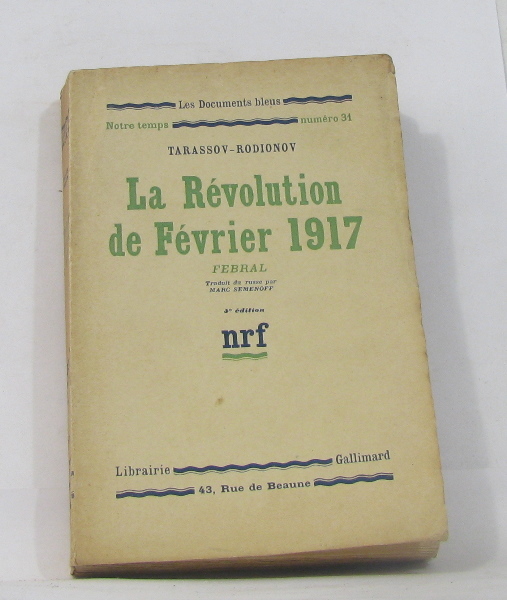 Les Documents bleus
Notre temps numéro 31
TARASSOV-RODIONOV
La Révolution
de Février 1917
FEBRAL
Traduit du russe par
MARC SEMENOFF
édition
nrf
Librairie Gallimard
43, Rue de Beaune